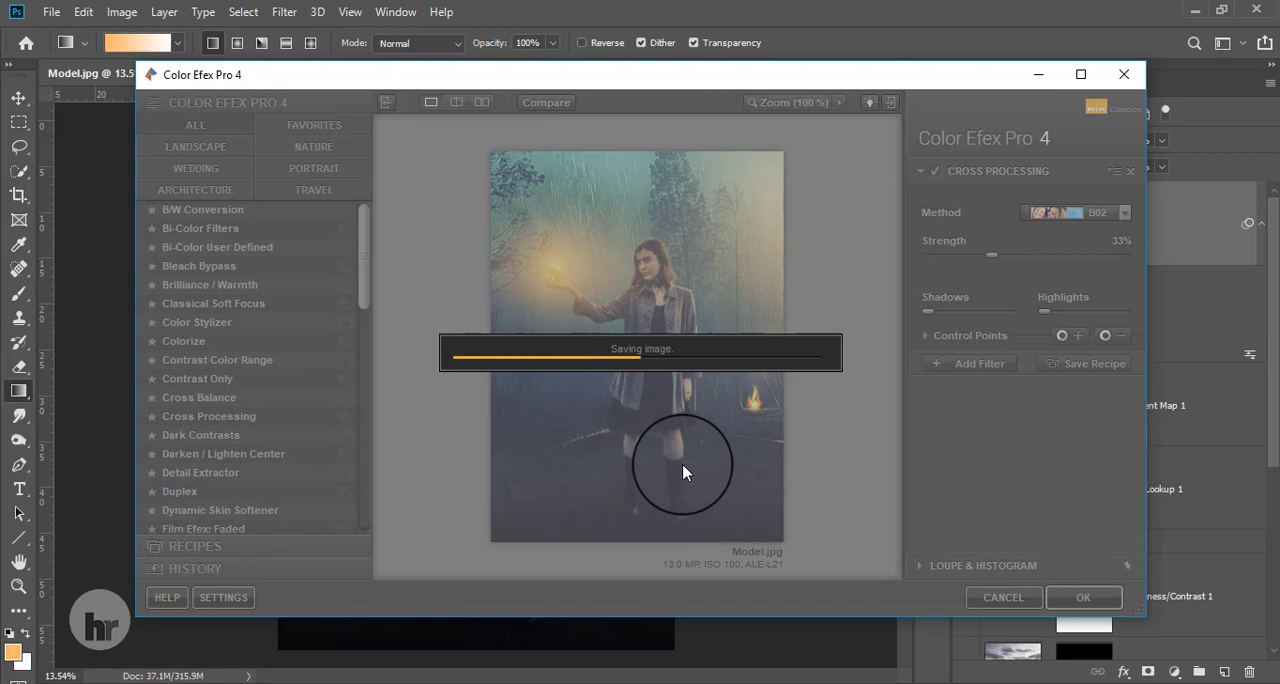 Ps File Edit Image Layer Type Select Filter 3D View Window Help
Mode: Normal Opacity: 100% Reverse Dither Transparency
Model.jpg @ 13.5
Color Efex Pro 4
5 20
COLOR EFEX PRO 4
Compare
Zoom (100 %)
Collection
ALL FAVORITES
LANDSCAPE NATURE
WEDDING PORTRAIT
ARCHITECTURE TRAVEL
B/W Conversion
Bi-Color Filters
Bi-Color User Defined
Bleach Bypass
Brilliance / Warmth
Classical Soft Focus
Color Stylizer
Colorize
Contrast Color Range
Contrast Only
Cross Balance
Cross Processing
Dark Contrasts
Darken / Lighten Center
Detail Extractor
Duplex
Dynamic Skin Softener
Film Efex: Faded
RECIPES
HISTORY
HELP SETTINGS
Saving image.
Model.jpg
13.0 MP, ISO 100, ALE-L21
Color Efex Pro 4
CROSS PROCESSING
Method B02
Strength 33%
Shadows Highlights
Control Points
Add Filter Save Recipe
LOUPE & HISTOGRAM
CANCEL OK
ent Map 1
ookup 1
ness/Contrast 1
hr
13.54% Doc: 37.1M/315.9M